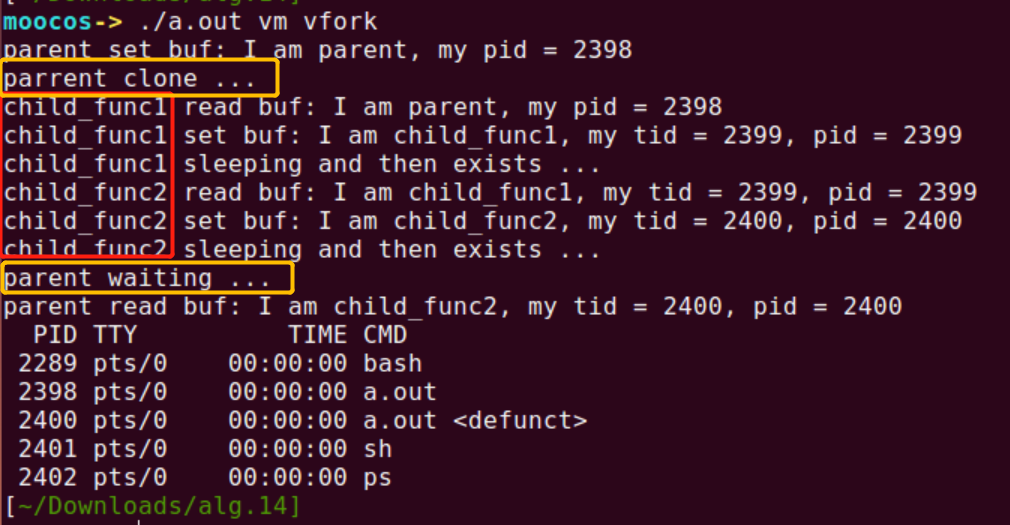 moocos-> ./a.out vm vfork
parent set buf: I am parent, my pid = 2398
parrent clone ...
child_func1 read buf: I am parent, my pid = 2398
child_func1 set buf: I am child_func1, my tid = 2399, pid = 2399
child_func1 sleeping and then exists ...
child_func2 read buf: I am child_func1, my tid = 2399, pid = 2399
child_func2 set buf: I am child_func2, my tid = 2400, pid = 2400
child_func2 sleeping and then exists ...
parent waiting ...
parent read buf: I am child_func2, my tid = 2400, pid = 2400
PID TTY TIME CMD
2289 pts/0 00:00:00 bash
2398 pts/0 00:00:00 a.out
2400 pts/0 00:00:00 a.out <defunct>
2401 pts/0 00:00:00 sh
2402 pts/0 00:00:00 ps
[~/Downloads/alg.14]